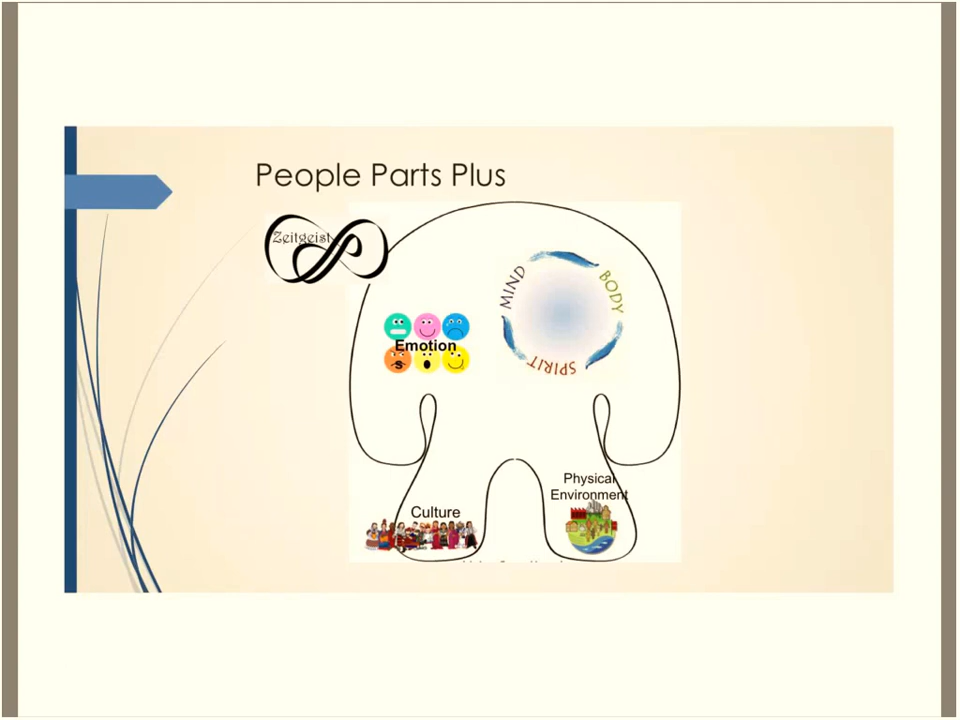 People Parts Plus
Zeitgeist
MIND
BODY
SPIRIT
Emotion
s
Physical
Environment
Culture